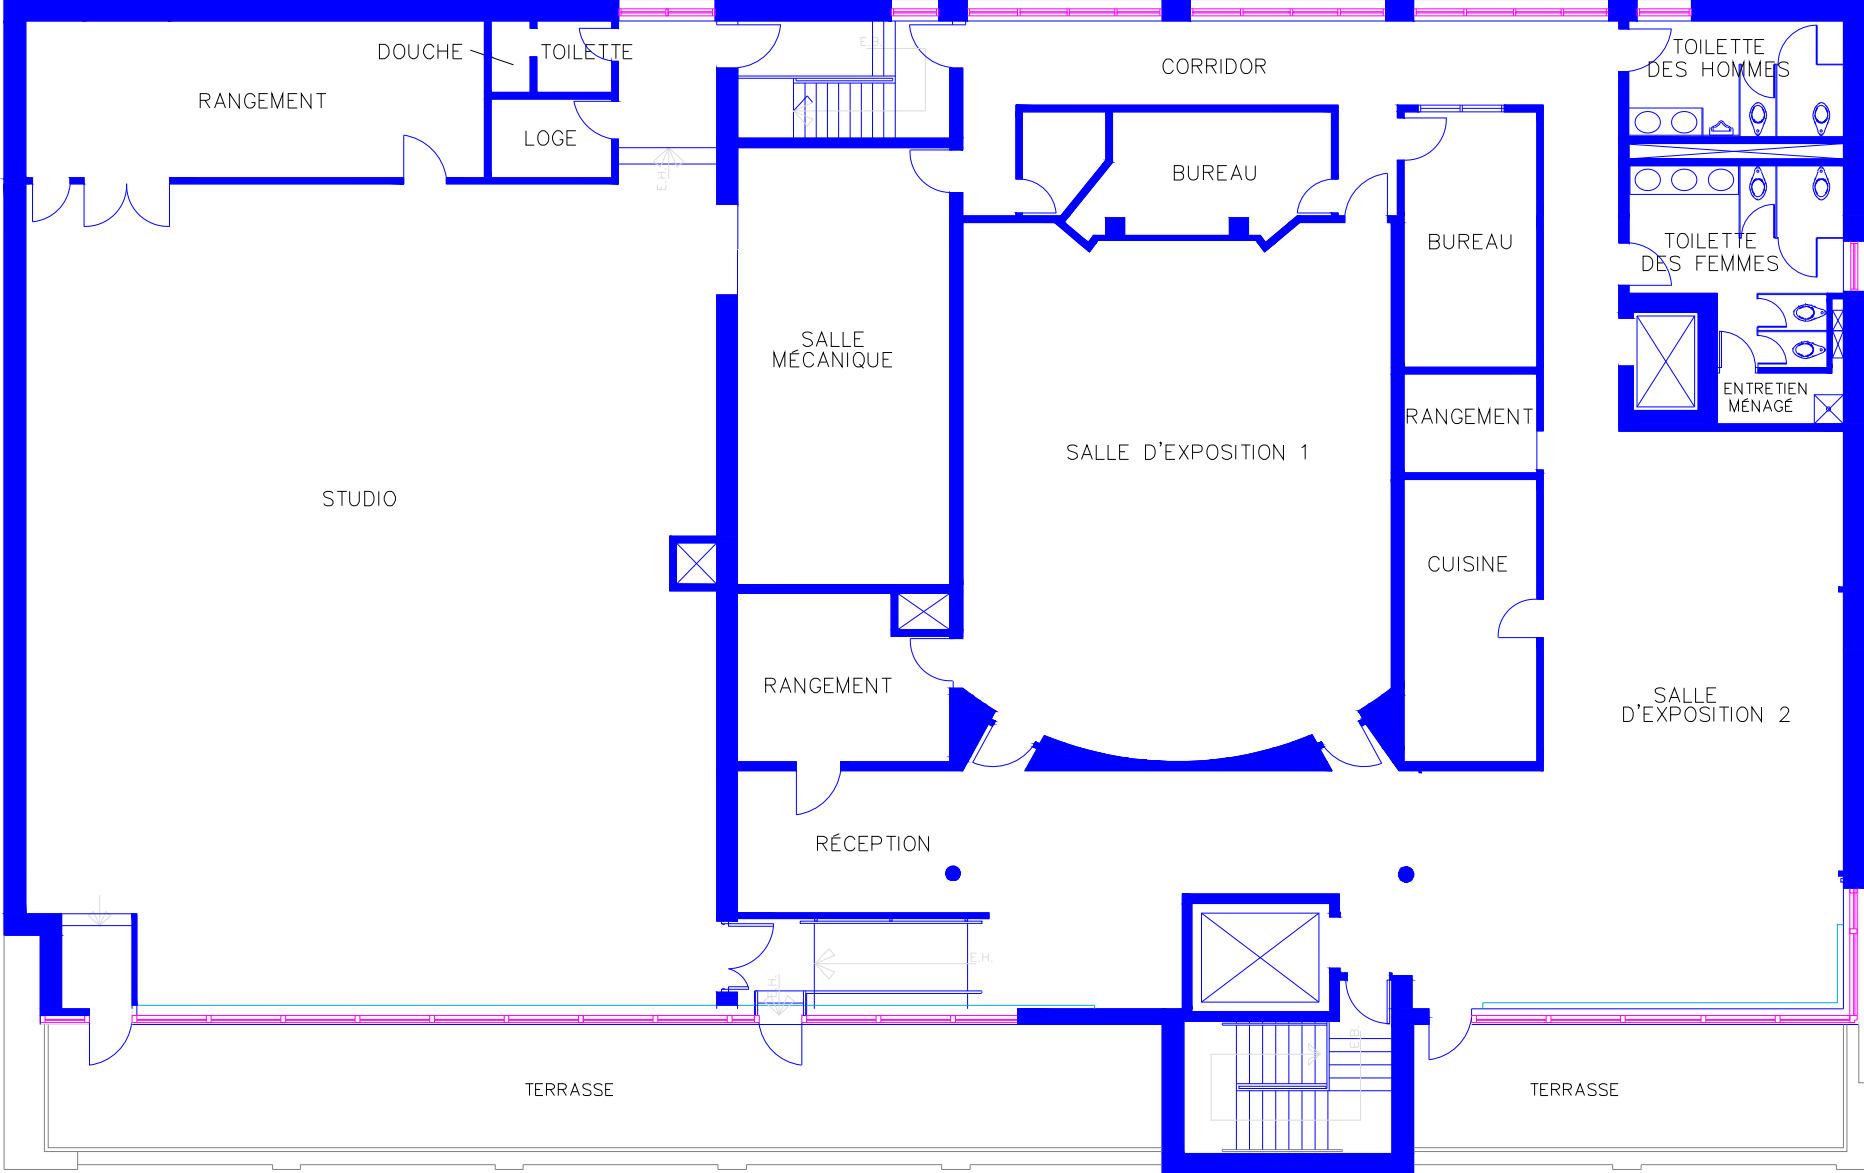 DOUCHE
TOILETTE
E.B.
CORRIDOR
TOILETTE
DES HOMMES
RANGEMENT
LOGE
E.H.
BUREAU
BUREAU
TOILETTE
DES FEMMES
SALLE
MÉCANIQUE
ENTRETIEN
MÉNAGÉ
RANGEMENT
SALLE D'EXPOSITION 1
STUDIO
CUISINE
RANGEMENT
SALLE
D'EXPOSITION 2
RÉCEPTION
E.H.
E.H.
E.B.
TERRASSE
TERRASSE